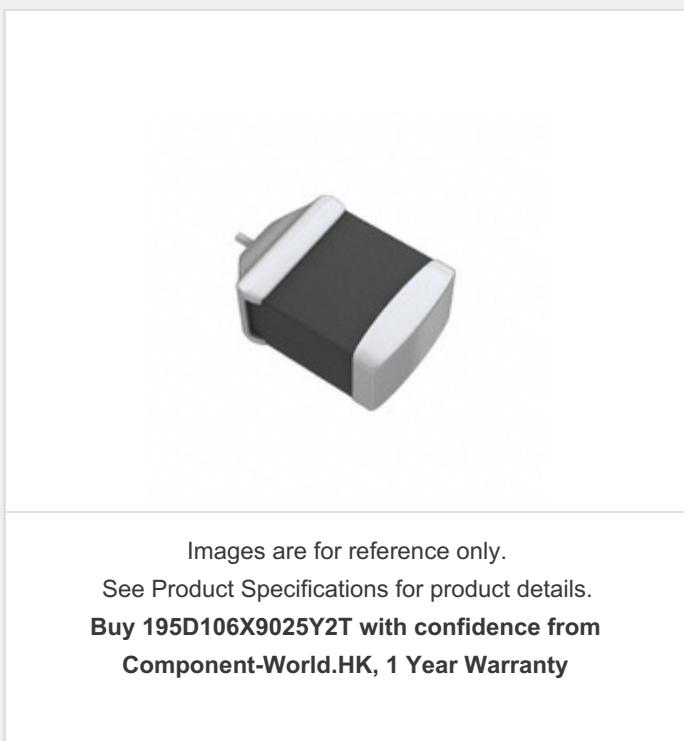 Images are for reference only.
See Product Specifications for product details.
Buy 195D106X9025Y2T with confidence from
Component-World.HK, 1 Year Warranty